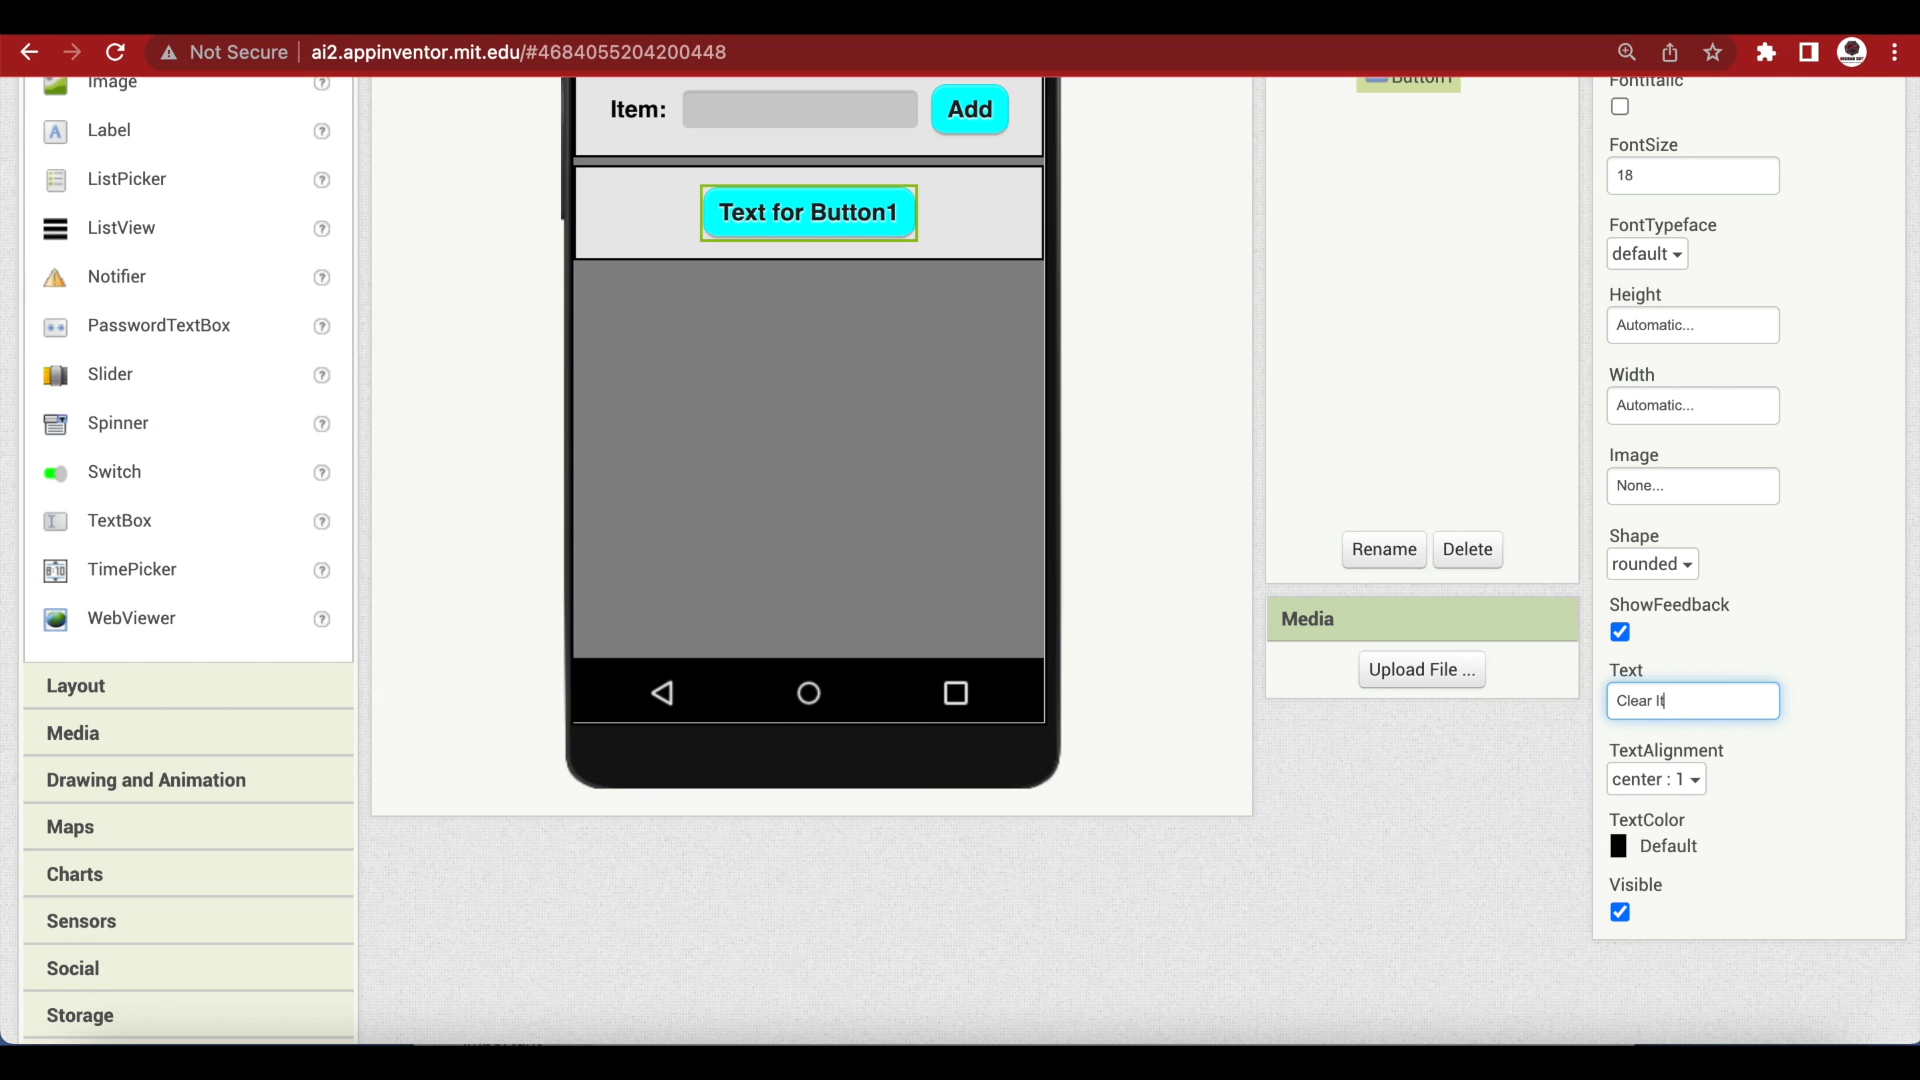 Not Secure
ai2.appinventor.mit.edu/#4684055204200448
Image ?
Label ?
ListPicker ?
ListView ?
Notifier ?
PasswordTextBox ?
Slider ?
Spinner ?
Switch ?
TextBox ?
TimePicker ?
WebViewer ?
Layout
Media
Drawing and Animation
Maps
Charts
Sensors
Social
Storage
Item:
Add
Text for Button1
Button1
Rename
Delete
Media
Upload File ...
FontItalic
FontSize
18
FontTypeface
default
Height
Automatic...
Width
Automatic...
Image
None...
Shape
rounded
ShowFeedback
Text
Clear It
TextAlignment
center : 1
TextColor
Default
Visible